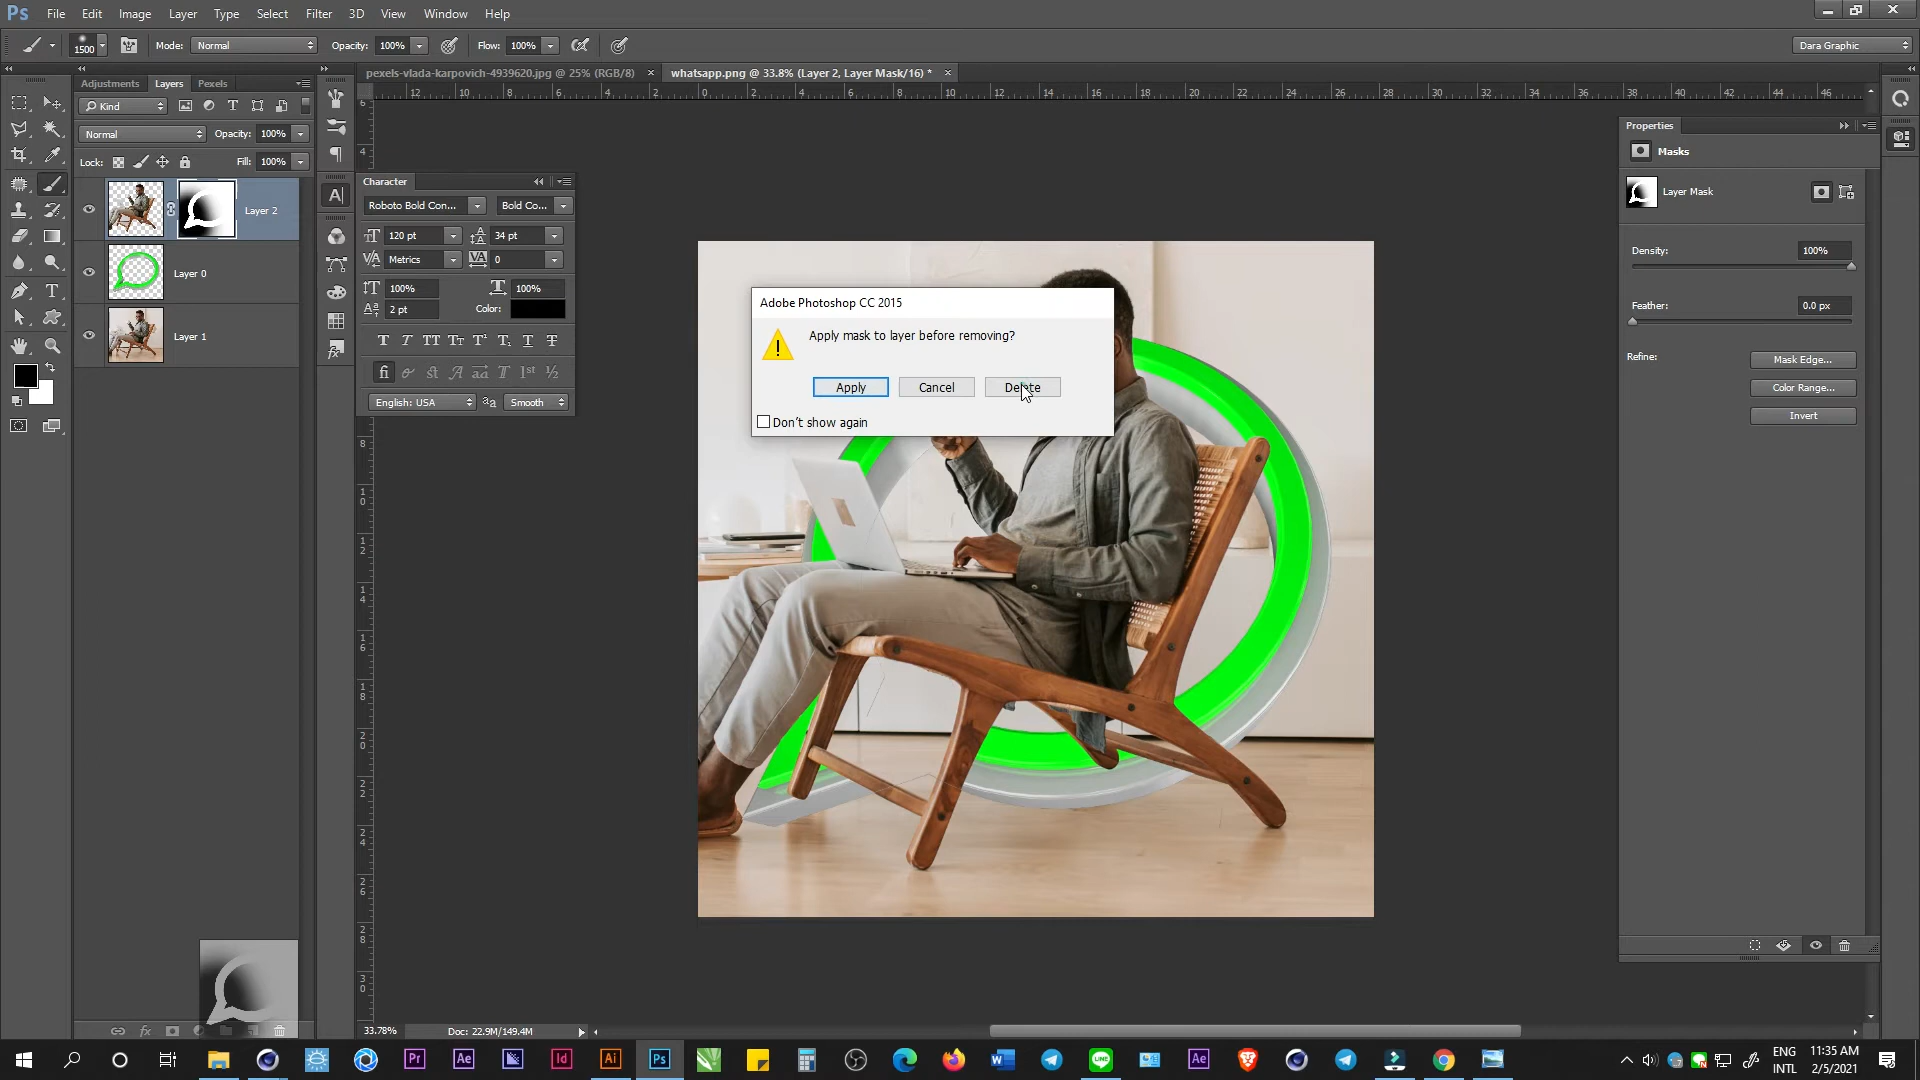 Ps File Edit Image Layer Type Select Filter 3D View Window Help
1500 Mode: Normal Opacity: 100% Flow: 100% Dara Graphic
Adjustments Layers Pexels
pexels-vlada-karpovich-4939620.jpg @ 25% (RGB/8) × whatsapp.png @ 33.8% (Layer 2, Layer Mask/16) * ×
Kind
Normal Opacity: 100%
Lock: Fill: 100%
Layer 2
Layer 0
Layer 1
Character
Roboto Bold Con... Bold Co...
120 pt 34 pt
Metrics 0
100% 100%
2 pt Color:
English: USA Smooth
Adobe Photoshop CC 2015
Apply mask to layer before removing?
Apply Cancel Delete
Don't show again
Properties
Masks
Layer Mask
Density: 100%
Feather: 0.0 px
Refine: Mask Edge...
Color Range...
Invert
33.78% Doc: 22.9M/149.4M
ENG
INTL
11:35 AM
2/5/2021